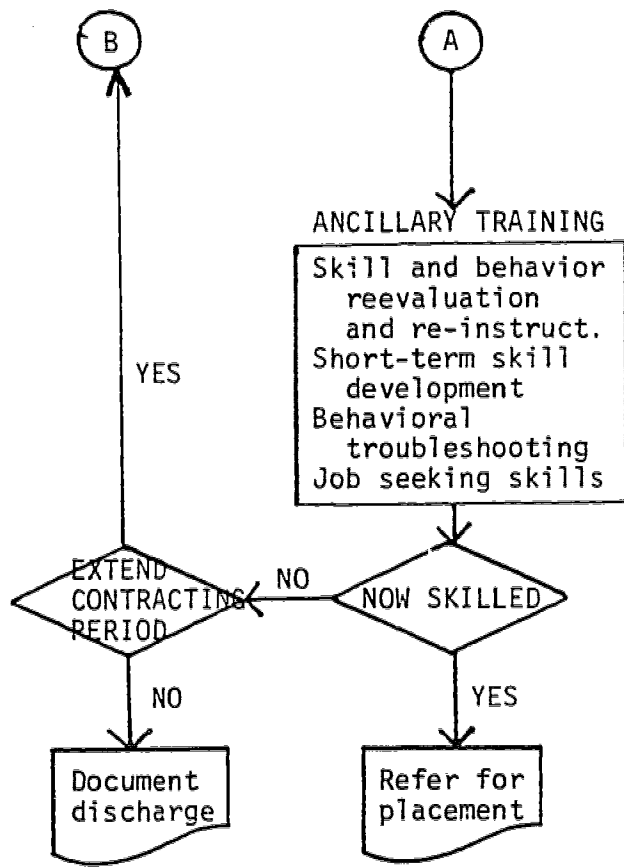 B
A
ANCILLARY TRAINING
Skill and behavior
reevaluation
and re-instruct.
Short-term skill
development
Behavioral
troubleshooting
Job seeking skills
YES
EXTEND
CONTRACTING
PERIOD
NO
NOW SKILLED
NO
YES
Document
discharge
Refer for
placement